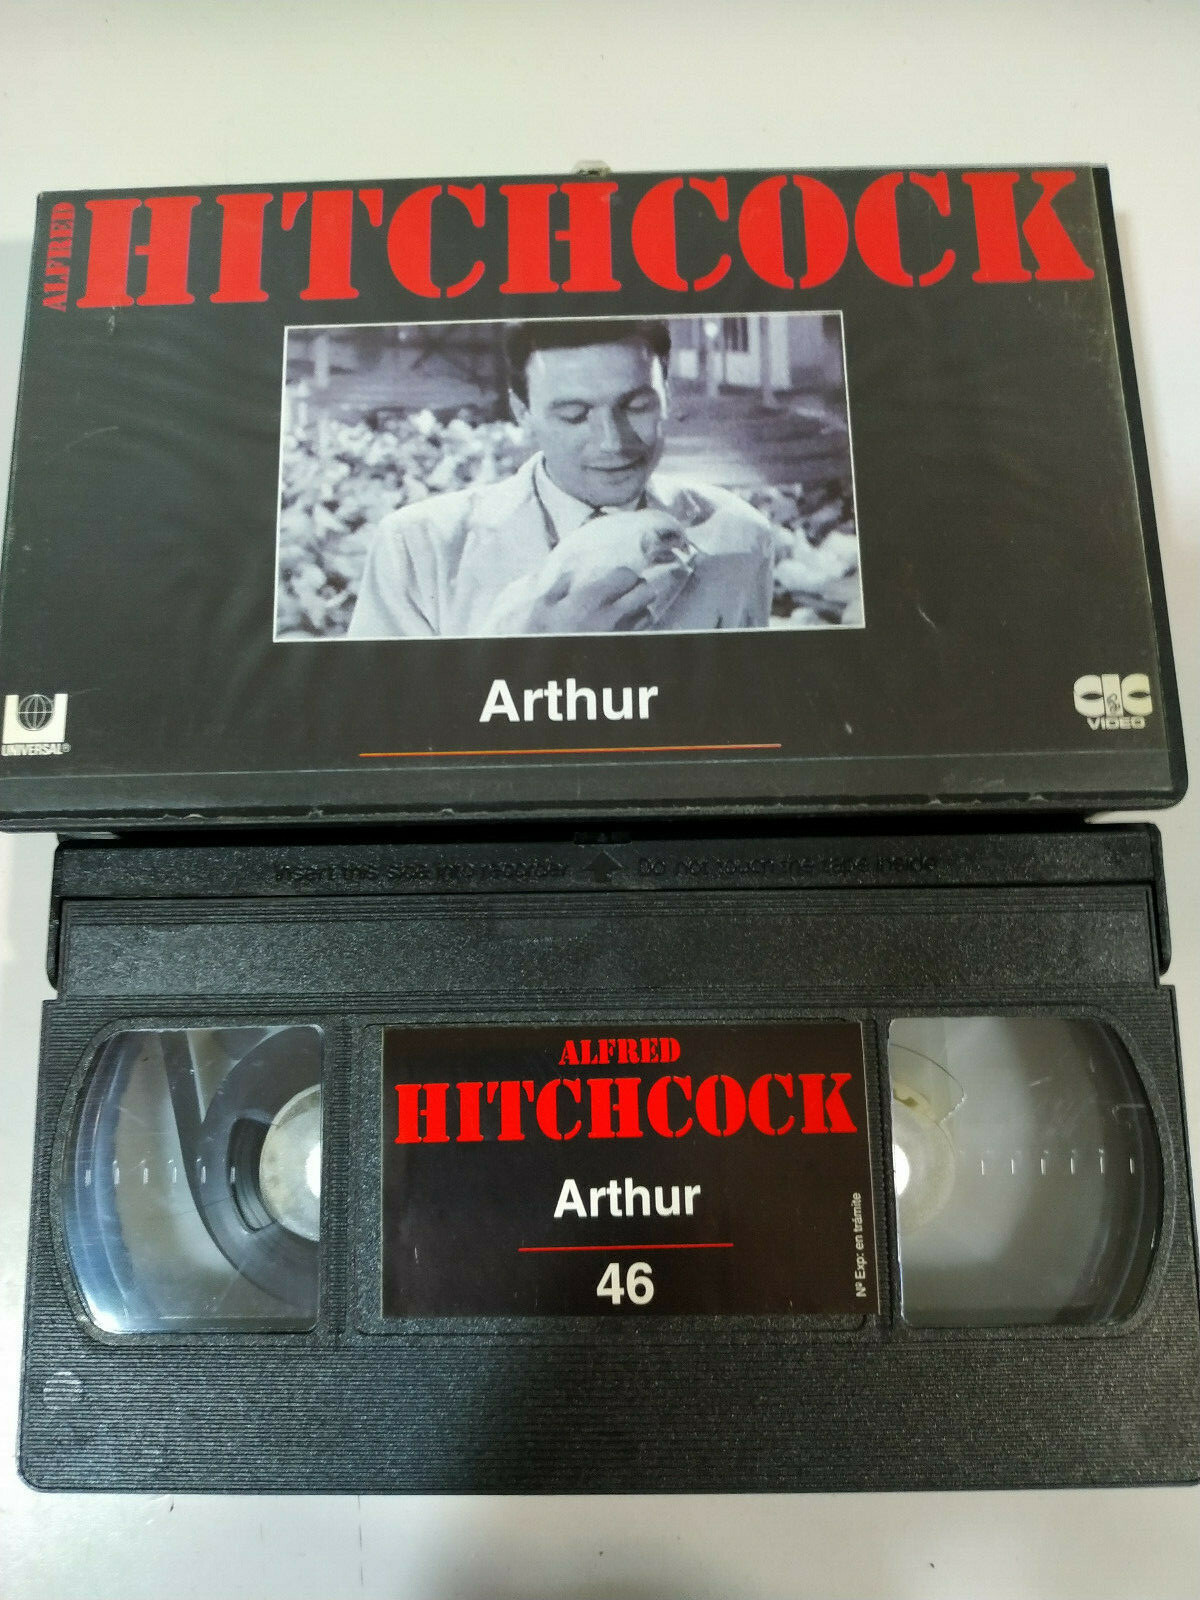 ALFRED
HITCHCOCK
Arthur
UNIVERSAL®
CIC
VIDEO
Insert this side into recorder Do not touch the tape inside
ALFRED
HITCHCOCK
Arthur
46
Nº Exp: en trámite